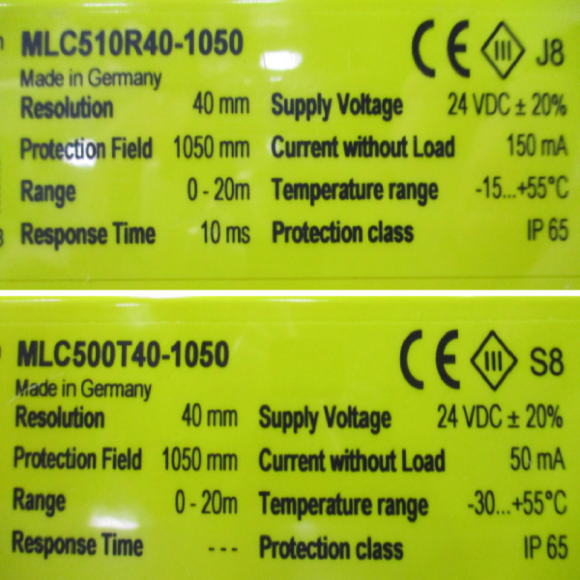 MLC510R40-1050 CE III J8
Made in Germany
Resolution 40 mm Supply Voltage 24 VDC ± 20%
Protection Field 1050 mm Current without Load 150 mA
Range 0 - 20m Temperature range -15...+55°C
Response Time 10 ms Protection class IP 65
MLC500T40-1050 CE III S8
Made in Germany
Resolution 40 mm Supply Voltage 24 VDC ± 20%
Protection Field 1050 mm Current without Load 50 mA
Range 0 - 20m Temperature range -30...+55°C
Response Time - - - Protection class IP 65